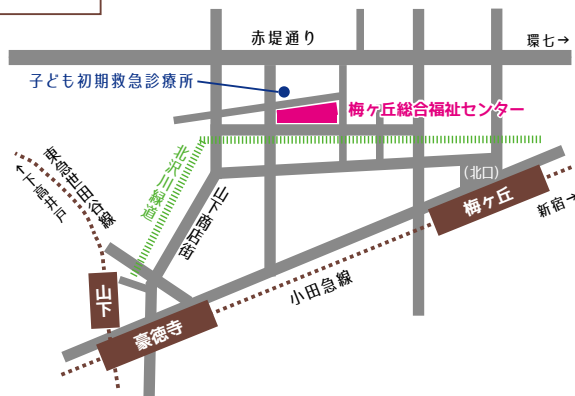 赤堤通り
環七→
子ども初期救急診療所
梅ヶ丘総合福祉センター
東急世田谷線
←下高井戸
北沢川緑道
山下商店街
(北口)
梅ヶ丘
新宿→
山下
小田急線
豪徳寺